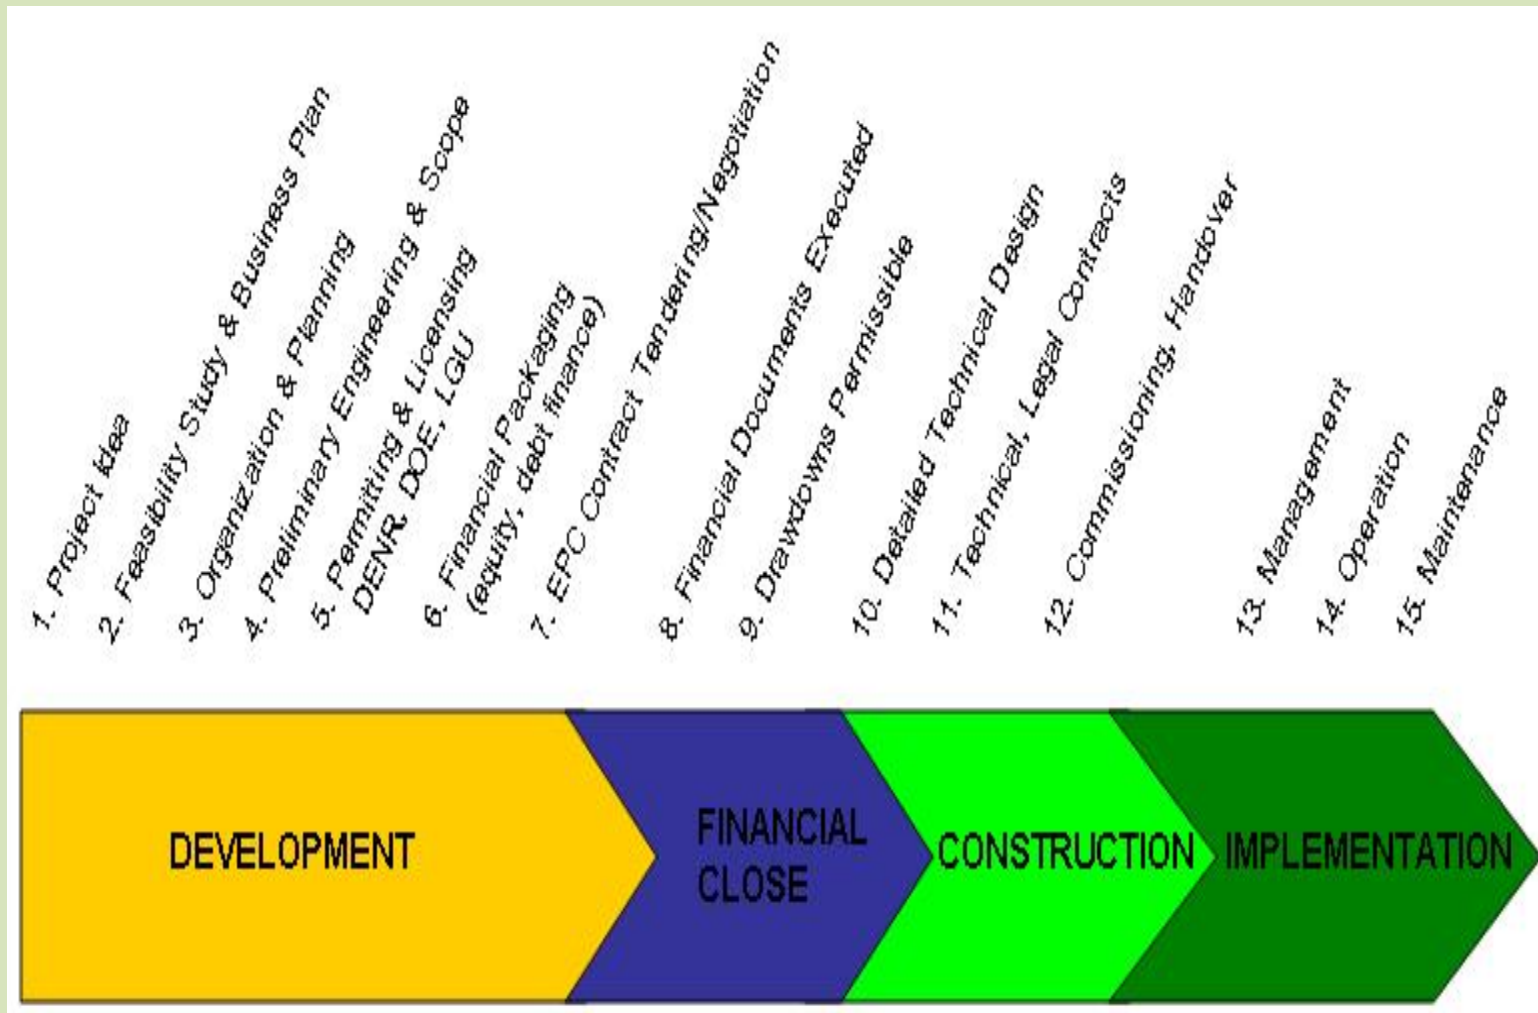 1. Project Idea
2. Feasibility Study & Business Plan
3. Organization & Planning
4. Preliminary Engineering & Scope
5. Permitting & Licensing
DENR, DOE, LGU
6. Financial Packaging
(equity, debt finance)
7. EPC Contract Tendering/Negotiation
8. Financial Documents Executed
9. Drawdowns Permissible
10. Detailed Technical Design
11. Technical, Legal Contracts
12. Commissioning, Handover
13. Management
14. Operation
15. Maintenance
DEVELOPMENT
FINANCIAL
CLOSE
CONSTRUCTION
IMPLEMENTATION